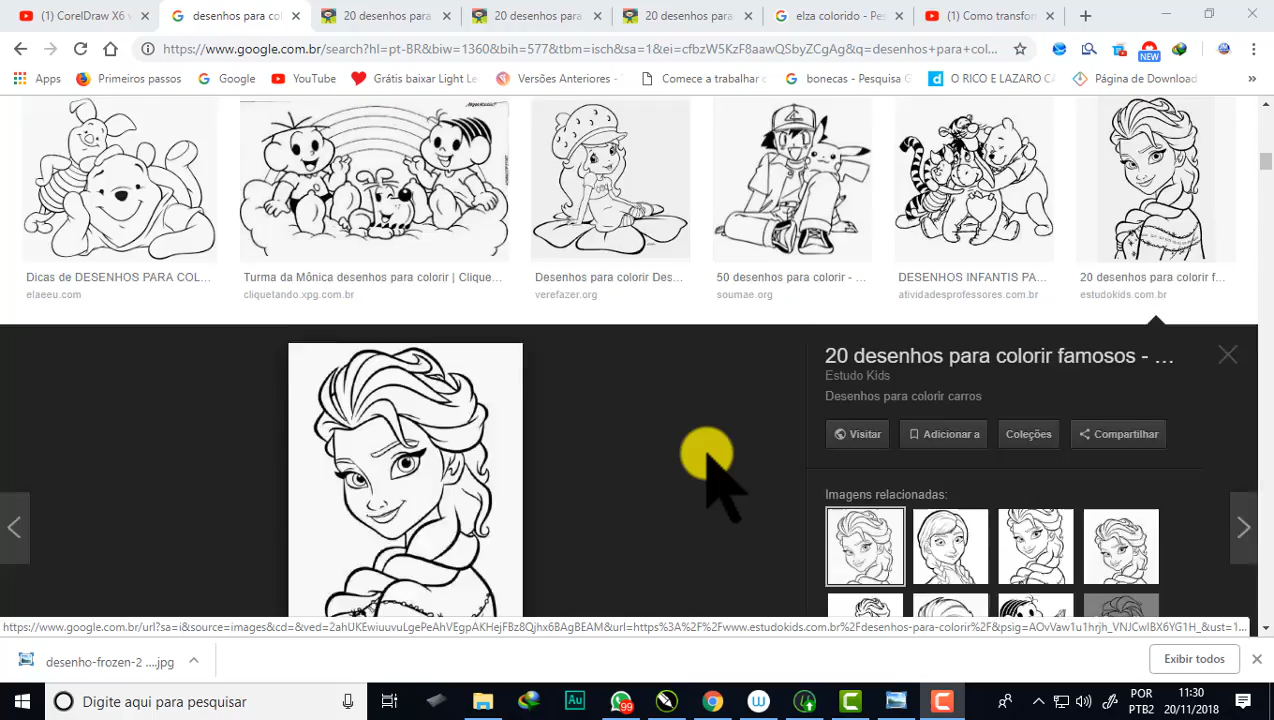 (1) CorelDraw X6 v
desenhos para col
20 desenhos para
20 desenhos para
20 desenhos para
elza colorido - Pes
(1) Como transfon
https://www.google.com.br/search?hl=pt-BR&biw=1360&bih=577&tbm=isch&sa=1&ei=cfbzW5KzF8aawQSbyZCgAg&q=desenhos+para+col...
NEW
Apps
Primeiros passos
Google
YouTube
Grátis baixar Light Le
Versões Anteriores -
Comece a trabalhar c
bonecas - Pesquisa G
O RICO E LAZARO CA
Página de Download
»
Dicas de DESENHOS PARA COL...
elaeeu.com
Turma da Mônica desenhos para colorir | Clique...
cliquetando.xpg.com.br
Desenhos para colorir Des...
verefazer.org
50 desenhos para colorir - ...
soumae.org
DESENHOS INFANTIS PA...
atividadesprofessores.com.br
20 desenhos para colorir f...
estudokids.com.br
20 desenhos para colorir famosos - ...
Estudo Kids
Desenhos para colorir carros
Visitar
Adicionar a
Coleções
Compartilhar
Imagens relacionadas:
https://www.google.com.br/url?sa=i&source=images&cd=&ved=2ahUKEwiuuvuLgePeAhVEgpAKHejFBz8Qjhx6BAgBEAM&url=https%3A%2F%2Fwww.estudokids.com.br%2Fdesenhos-para-colorir%2F&psig=AOvVaw1u1hrjh_VNJCwIBX6YG1H_&ust=1...
desenho-frozen-2 ....jpg
Exibir todos
Digite aqui para pesquisar
Au
99
W
POR
PTB2
11:30
20/11/2018